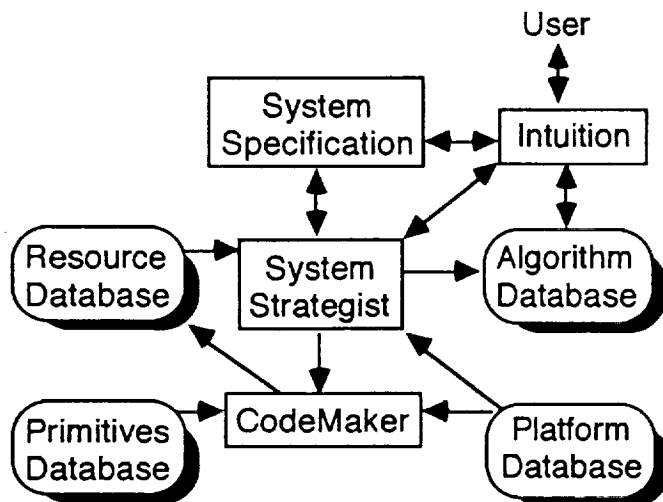 User
System
Specification
Intuition
Resource
Database
System
Strategist
Algorithm
Database
Primitives
Database
CodeMaker
Platform
Database